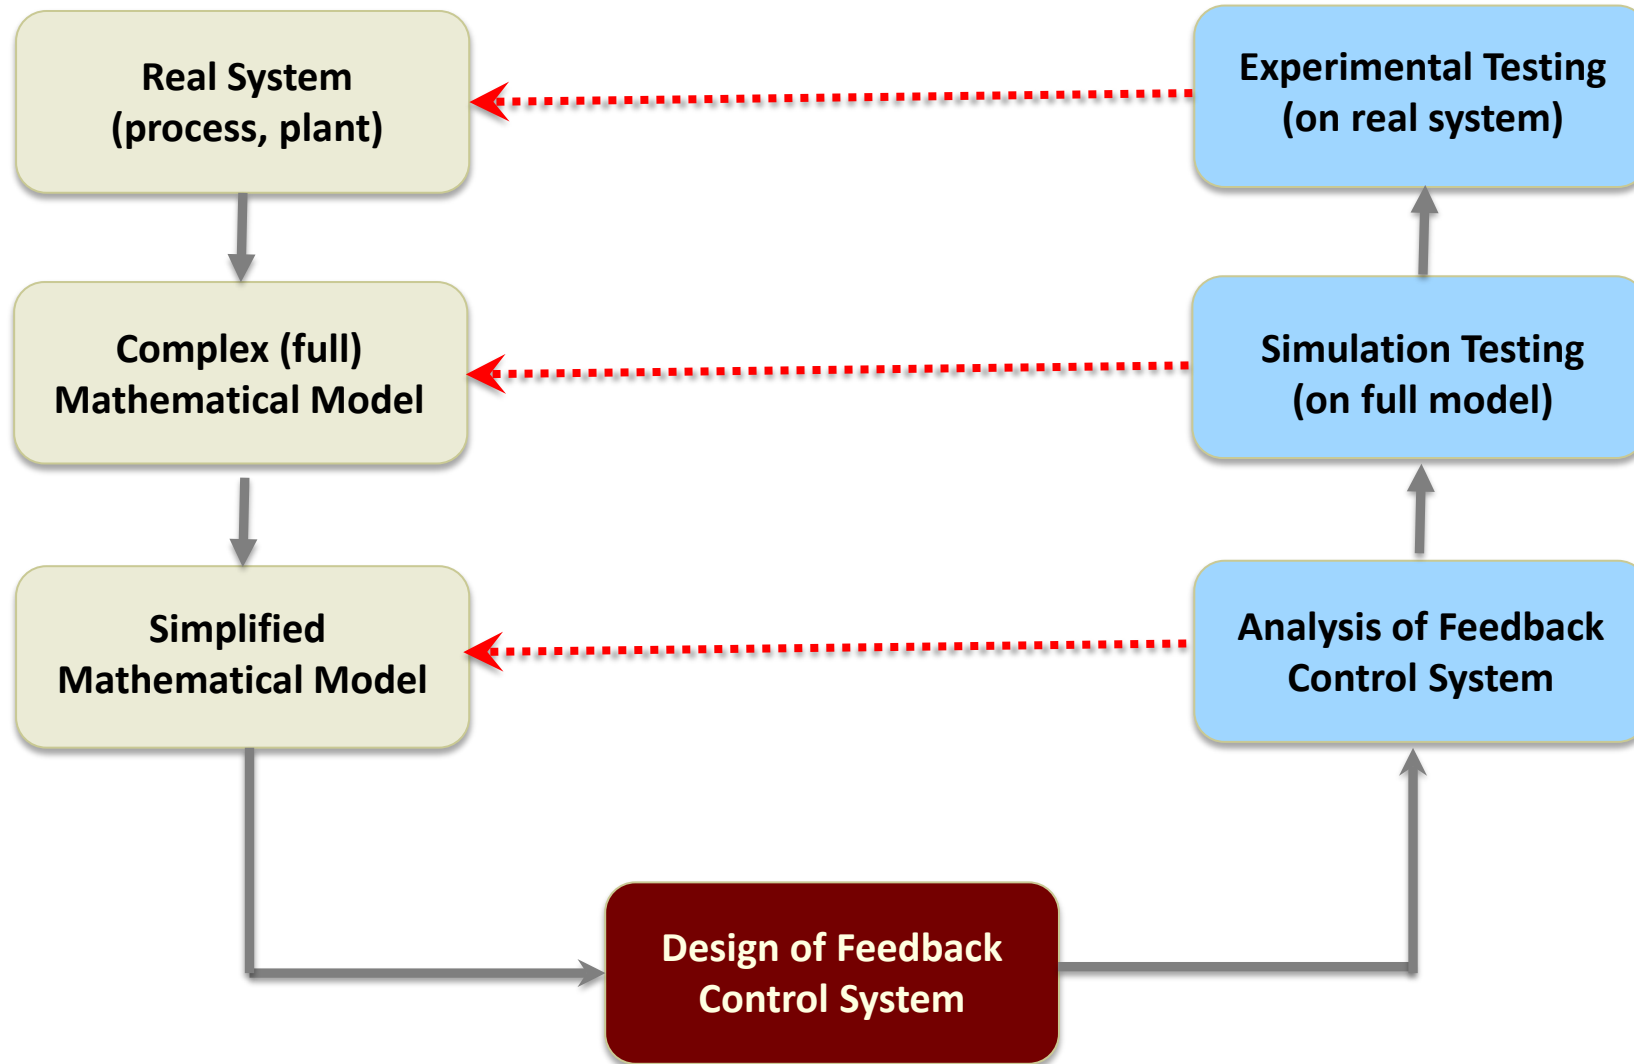 Real System
(process, plant)
Experimental Testing
(on real system)
Complex (full)
Mathematical Model
Simulation Testing
(on full model)
Simplified
Mathematical Model
Analysis of Feedback
Control System
Design of Feedback
Control System